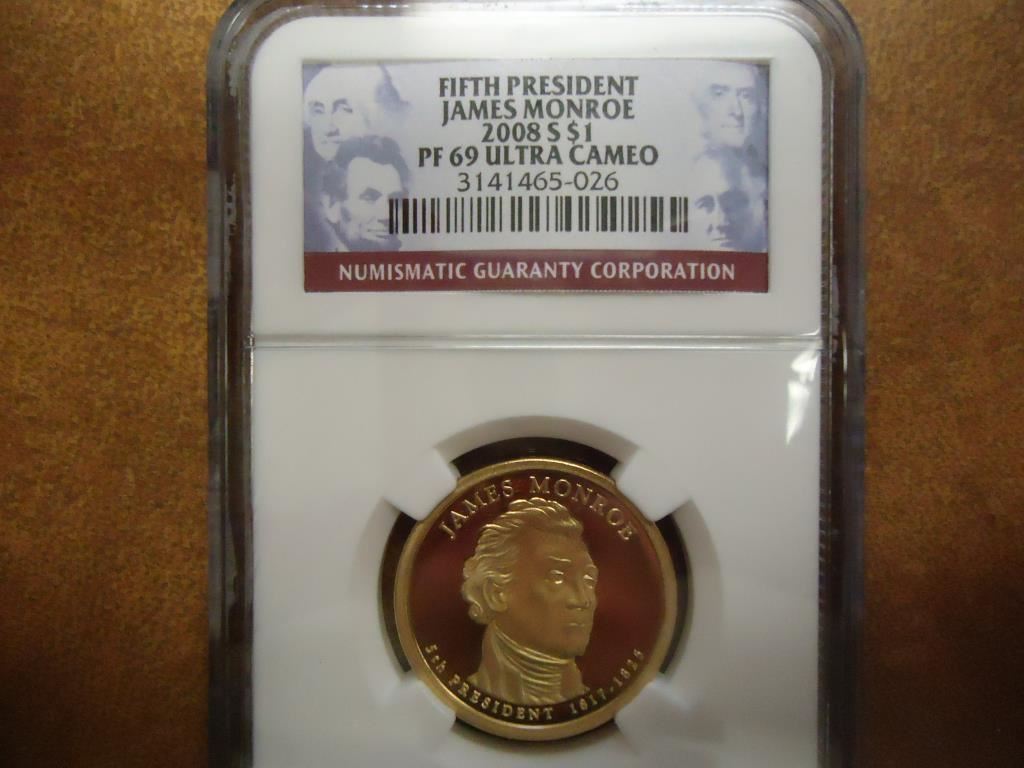 FIFTH PRESIDENT
JAMES MONROE
2008 S $1
PF 69 ULTRA CAMEO
3141465-026
NUMISMATIC GUARANTY CORPORATION
JAMES MONROE
5th PRESIDENT 1817-1825